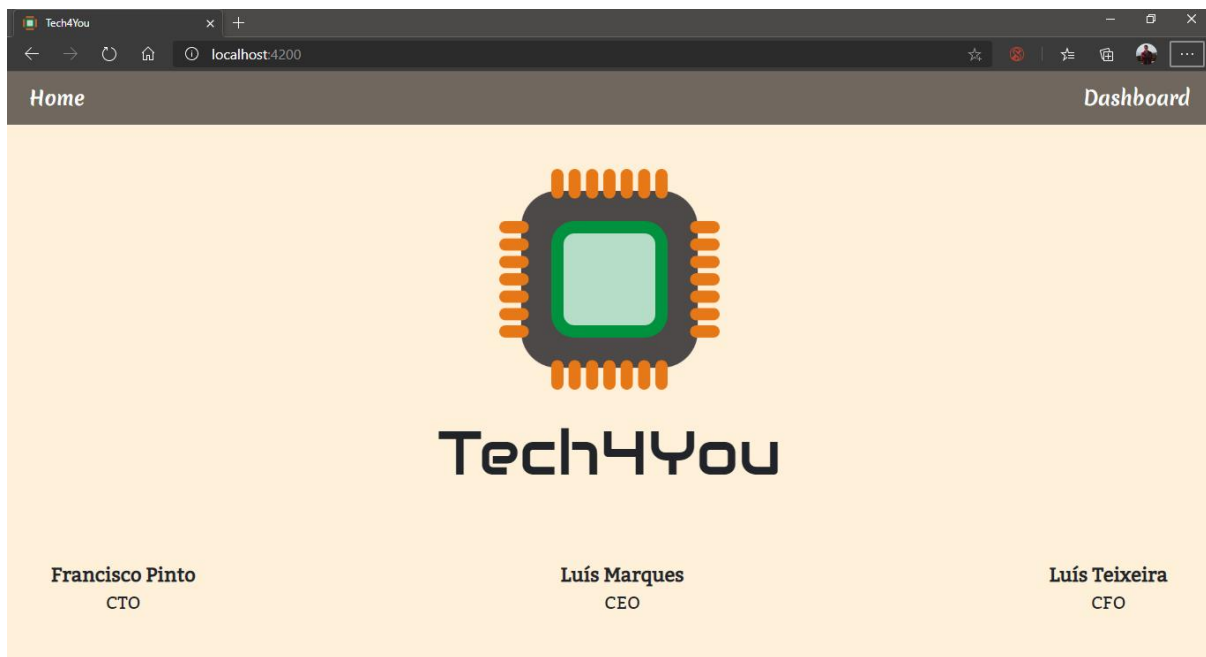 Tech4You
localhost:4200
Home Dashboard
Tech4You
Francisco Pinto Luís Marques Luís Teixeira
CTO CEO CFO